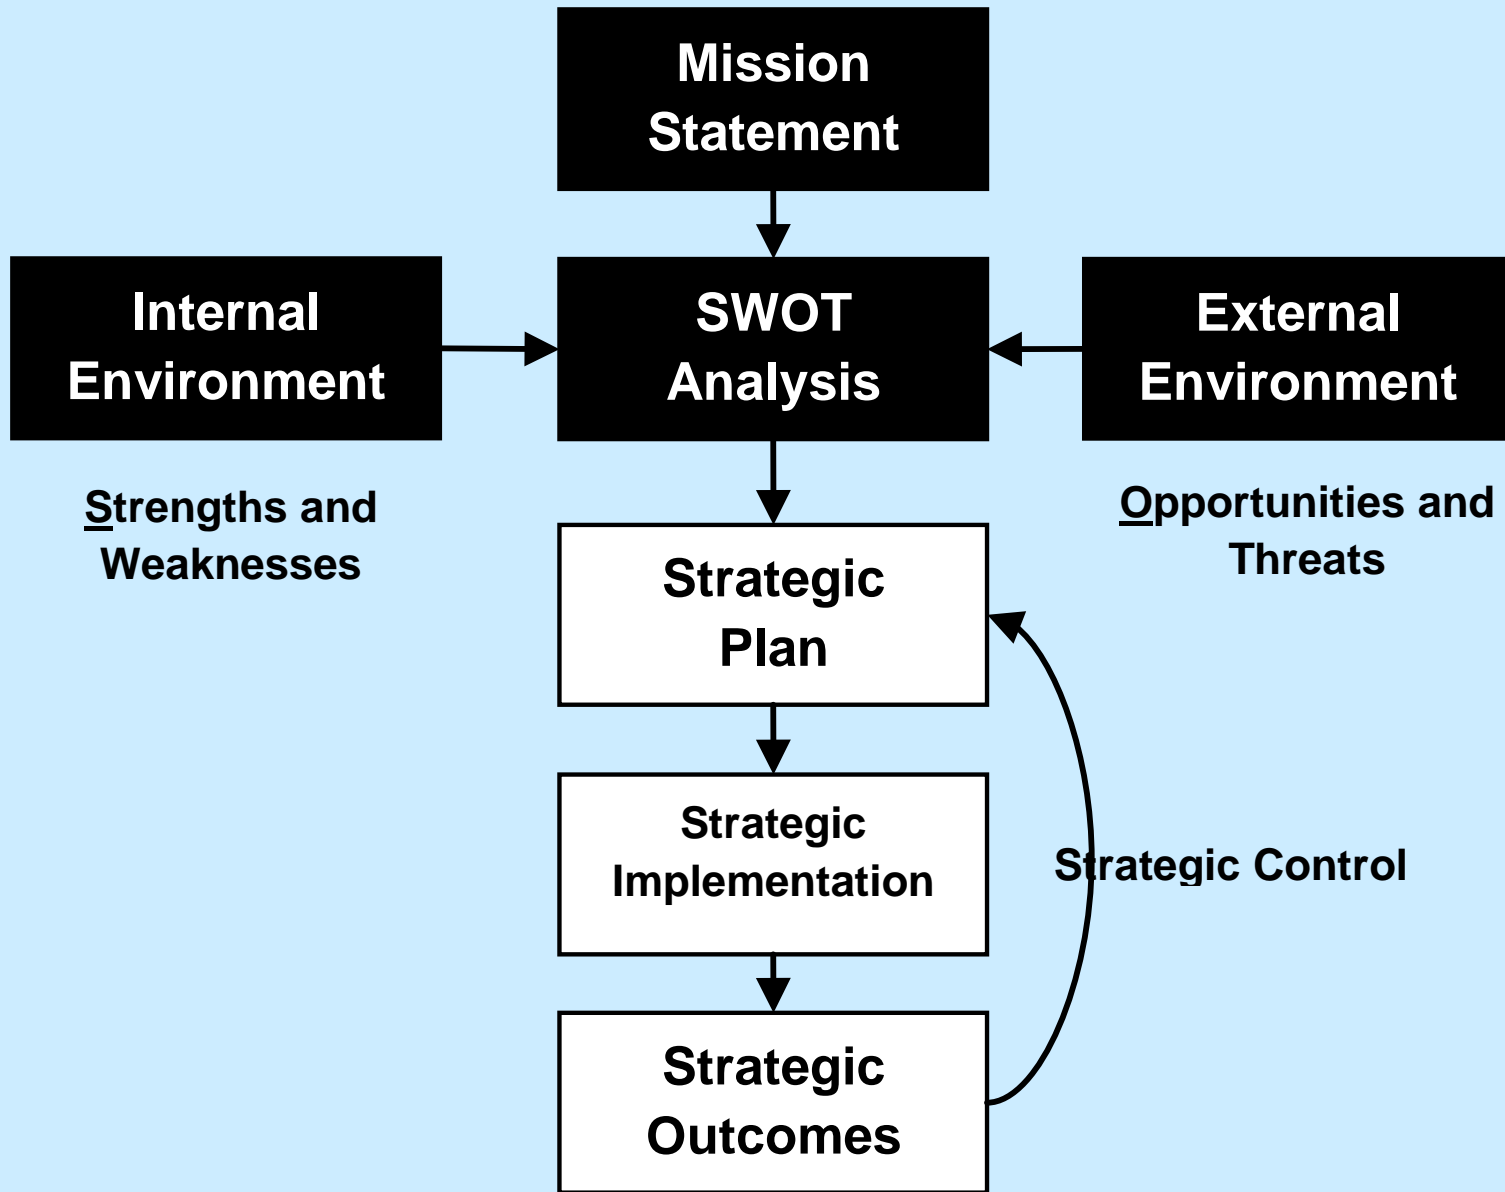 Mission
Statement
Internal
Environment
SWOT
Analysis
External
Environment
Strengths and
Weaknesses
Opportunities and
Threats
Strategic
Plan
Strategic
Implementation
Strategic Control
Strategic
Outcomes